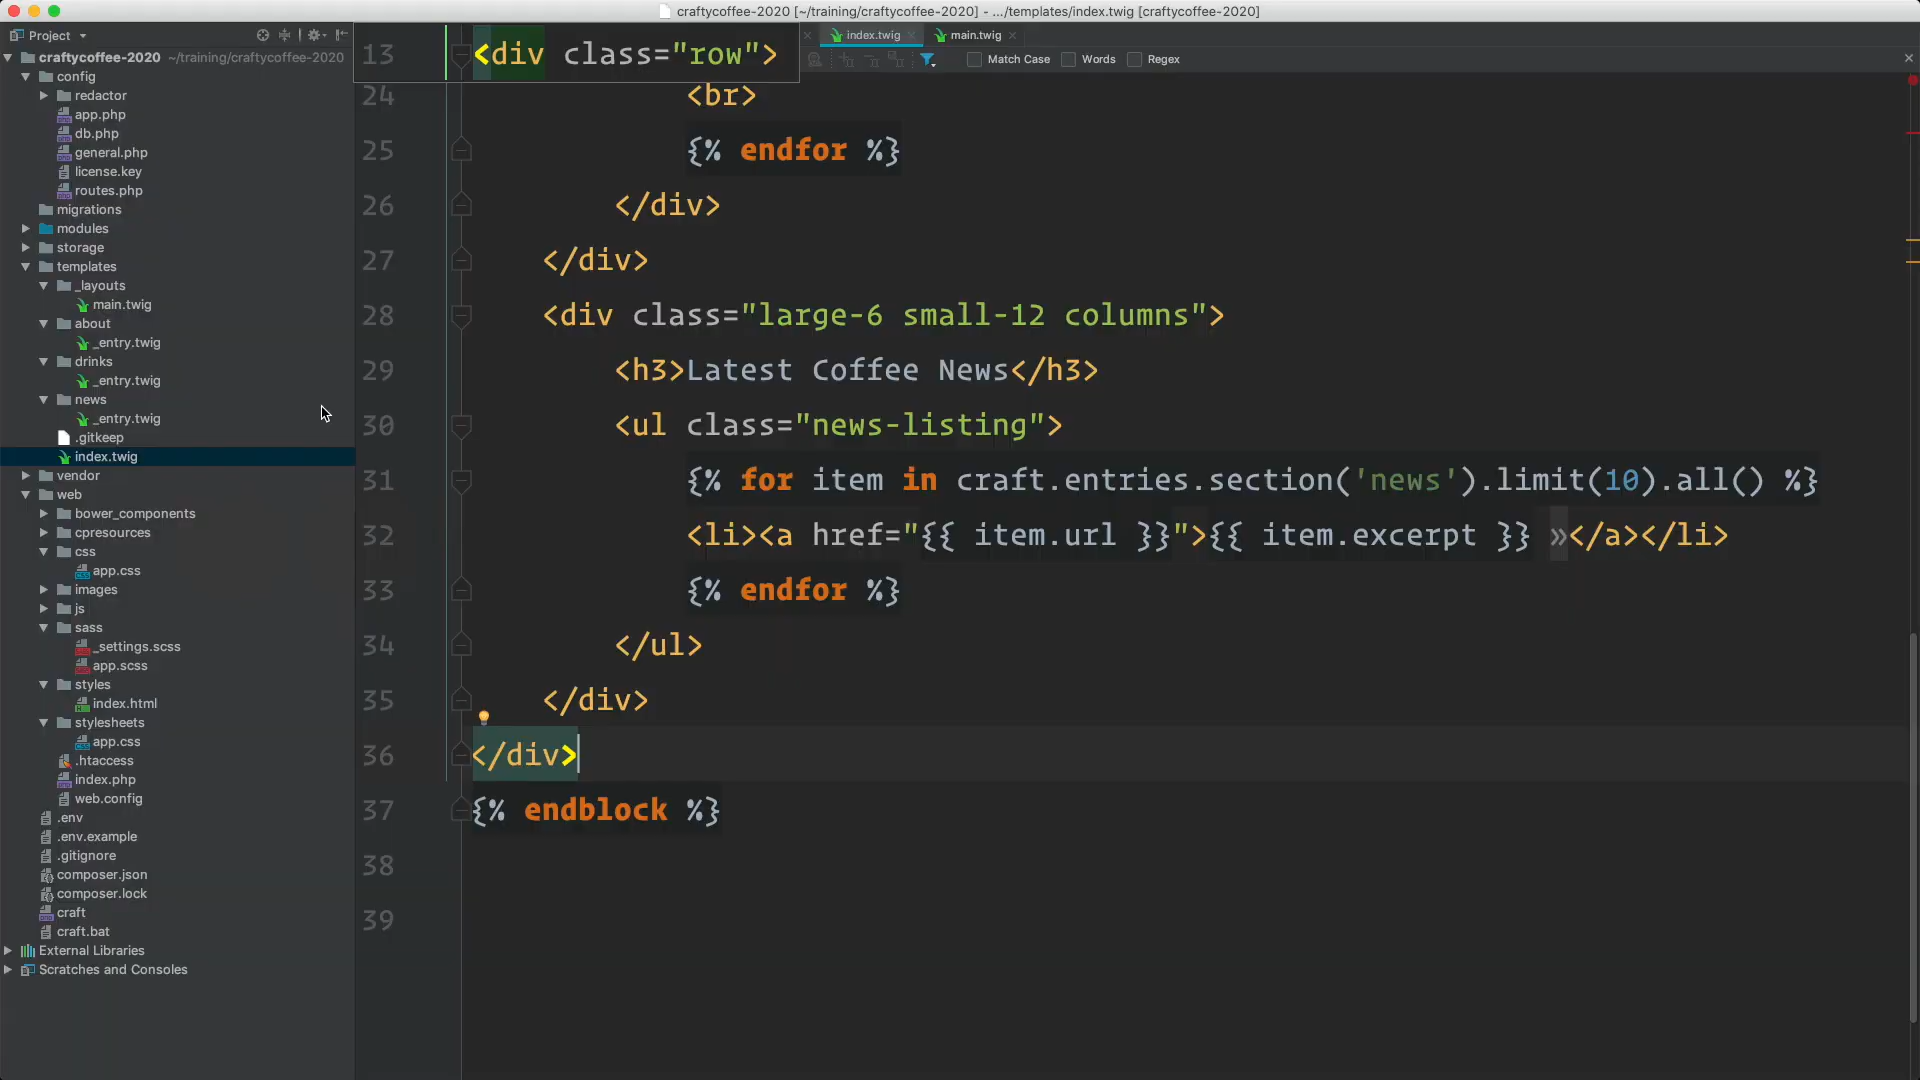 craftycoffee-2020 [~/training/craftycoffee-2020] - .../templates/index.twig [craftycoffee-2020]
Project
craftycoffee-2020 ~/training/craftycoffee-2020
config
redactor
app.php
db.php
general.php
license.key
routes.php
migrations
modules
storage
templates
_layouts
main.twig
about
_entry.twig
drinks
_entry.twig
news
_entry.twig
.gitkeep
index.twig
vendor
web
bower_components
cpresources
css
app.css
images
js
sass
_settings.scss
app.scss
styles
index.html
stylesheets
app.css
.htaccess
index.php
web.config
.env
.env.example
.gitignore
composer.json
composer.lock
craft
craft.bat
External Libraries
Scratches and Consoles
index.twig
main.twig
Match Case
Words
Regex
13 <div class="row">
24 <br>
25 {% endfor %}
26 </div>
27 </div>
28 <div class="large-6 small-12 columns">
29 <h3>Latest Coffee News</h3>
30 <ul class="news-listing">
31 {% for item in craft.entries.section('news').limit(10).all() %}
32 <li><a href="{{ item.url }}">{{ item.excerpt }} »</a></li>
33 {% endfor %}
34 </ul>
35 </div>
36 </div>
37 {% endblock %}
38
39